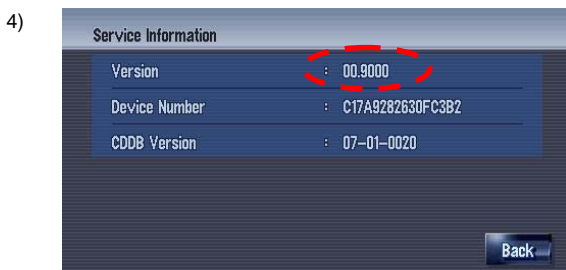 4)
Service Information
Version : 00.9000
Device Number : C17A9282630FC3B2
CDDB Version : 07-01-0020
Back